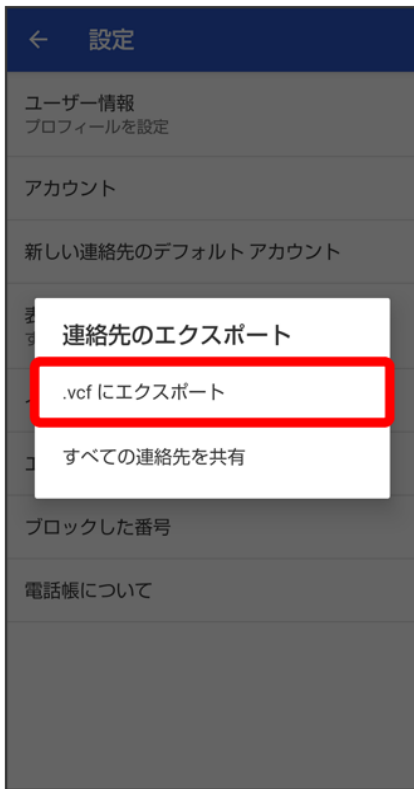 ← 設定
ユーザー情報
プロフィールを設定
アカウント
新しい連絡先のデフォルト アカウント
連絡先のエクスポート
.vcf にエクスポート
すべての連絡先を共有
ブロックした番号
電話帳について